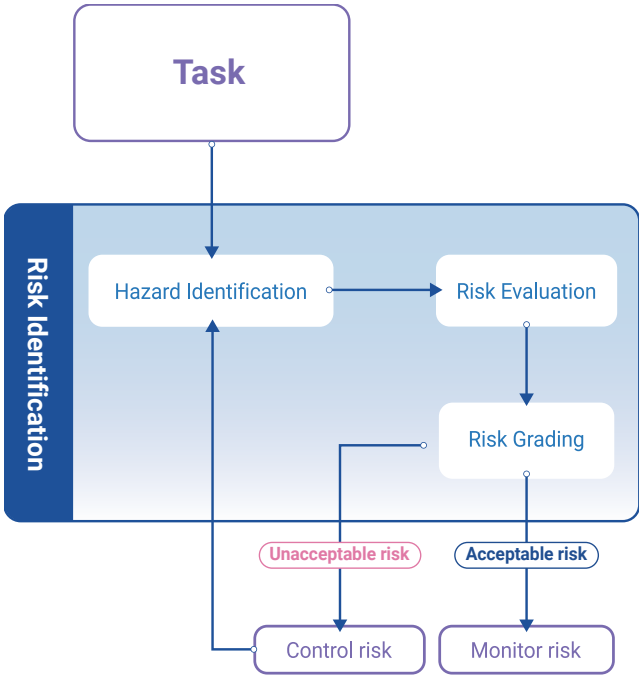 Task
Risk Identification
Hazard Identification
Risk Evaluation
Risk Grading
Unacceptable risk
Acceptable risk
Control risk
Monitor risk